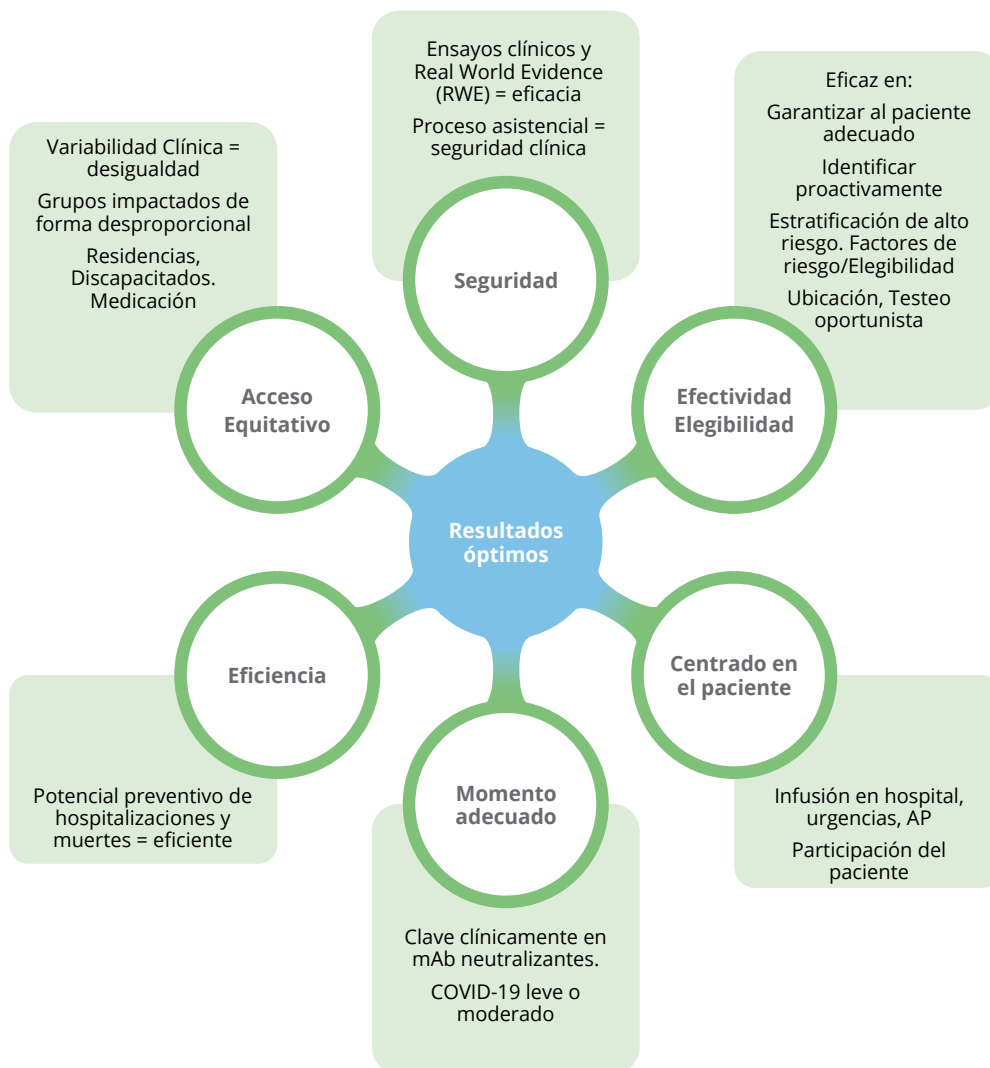 Ensayos clínicos y
Real World Evidence
(RWE) = eficacia
Proceso asistencial =
seguridad clínica
Seguridad
Eficaz en:
Garantizar al paciente
adecuado
Identificar
proactivamente
Estratificación de alto
riesgo. Factores de
riesgo/Elegibilidad
Ubicación, Testeo
oportunista
Efectividad
Elegibilidad
Variabilidad Clínica =
desigualdad
Grupos impactados de
forma desproporcional
Residencias,
Discapacitados.
Medicación
Acceso
Equitativo
Resultados
óptimos
Eficiencia
Potencial preventivo de
hospitalizaciones y
muertes = eficiente
Centrado en
el paciente
Infusión en hospital,
urgencias, AP
Participación del
paciente
Momento
adecuado
Clave clínicamente en
mAb neutralizantes.
COVID-19 leve o
moderado